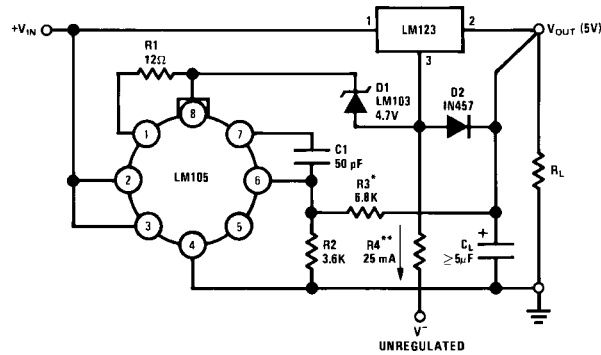 +VIN
1
LM123
2
VOUT (5V)
3
R1
12Ω
D1
LM103
4.7V
D2
IN457
8
1
7
C1
50 pF
2
LM105
6
R3*
6.8K
RL
3
5
4
R2
3.6K
R4**
25 mA
+
CL
≥5μF
V−
UNREGULATED